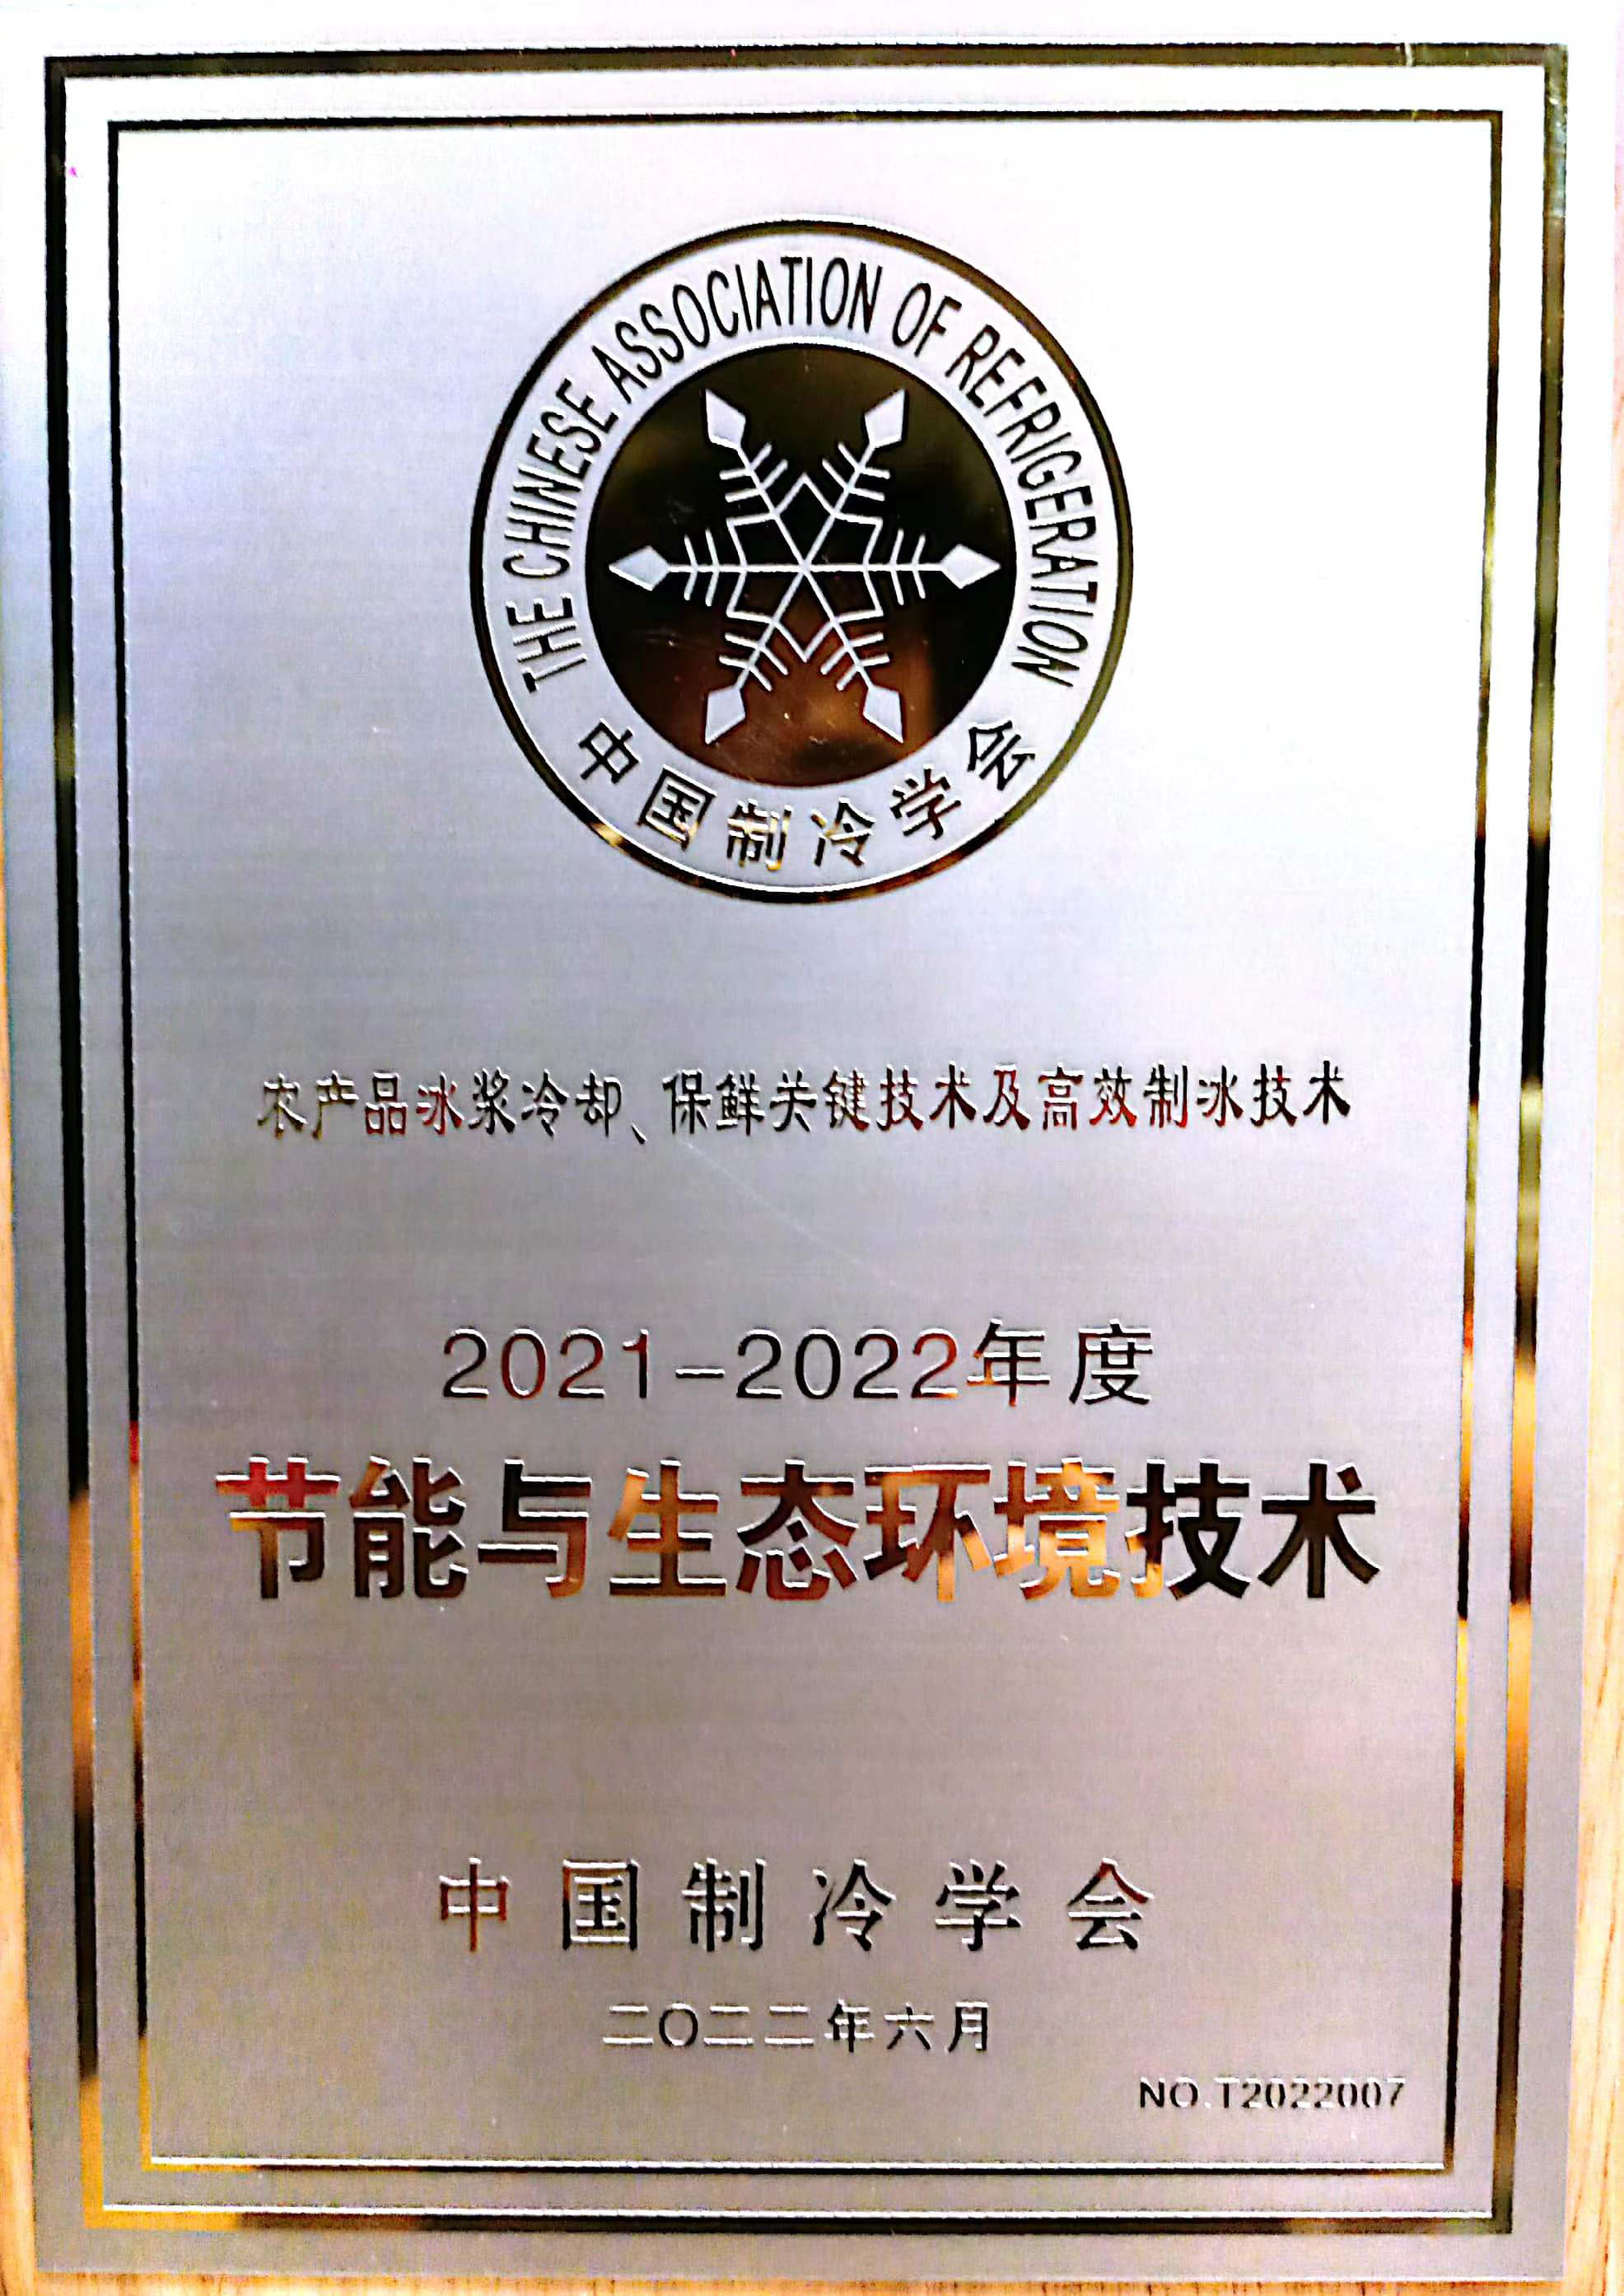 THE CHINESE ASSOCIATION OF REFRIGERATION
中国制冷学会
农产品冰浆冷却、保鲜关键技术及高效制冰技术
2021-2022年度
节能与生态环境技术
中国制冷学会
二〇二二年六月
NO.T2022007